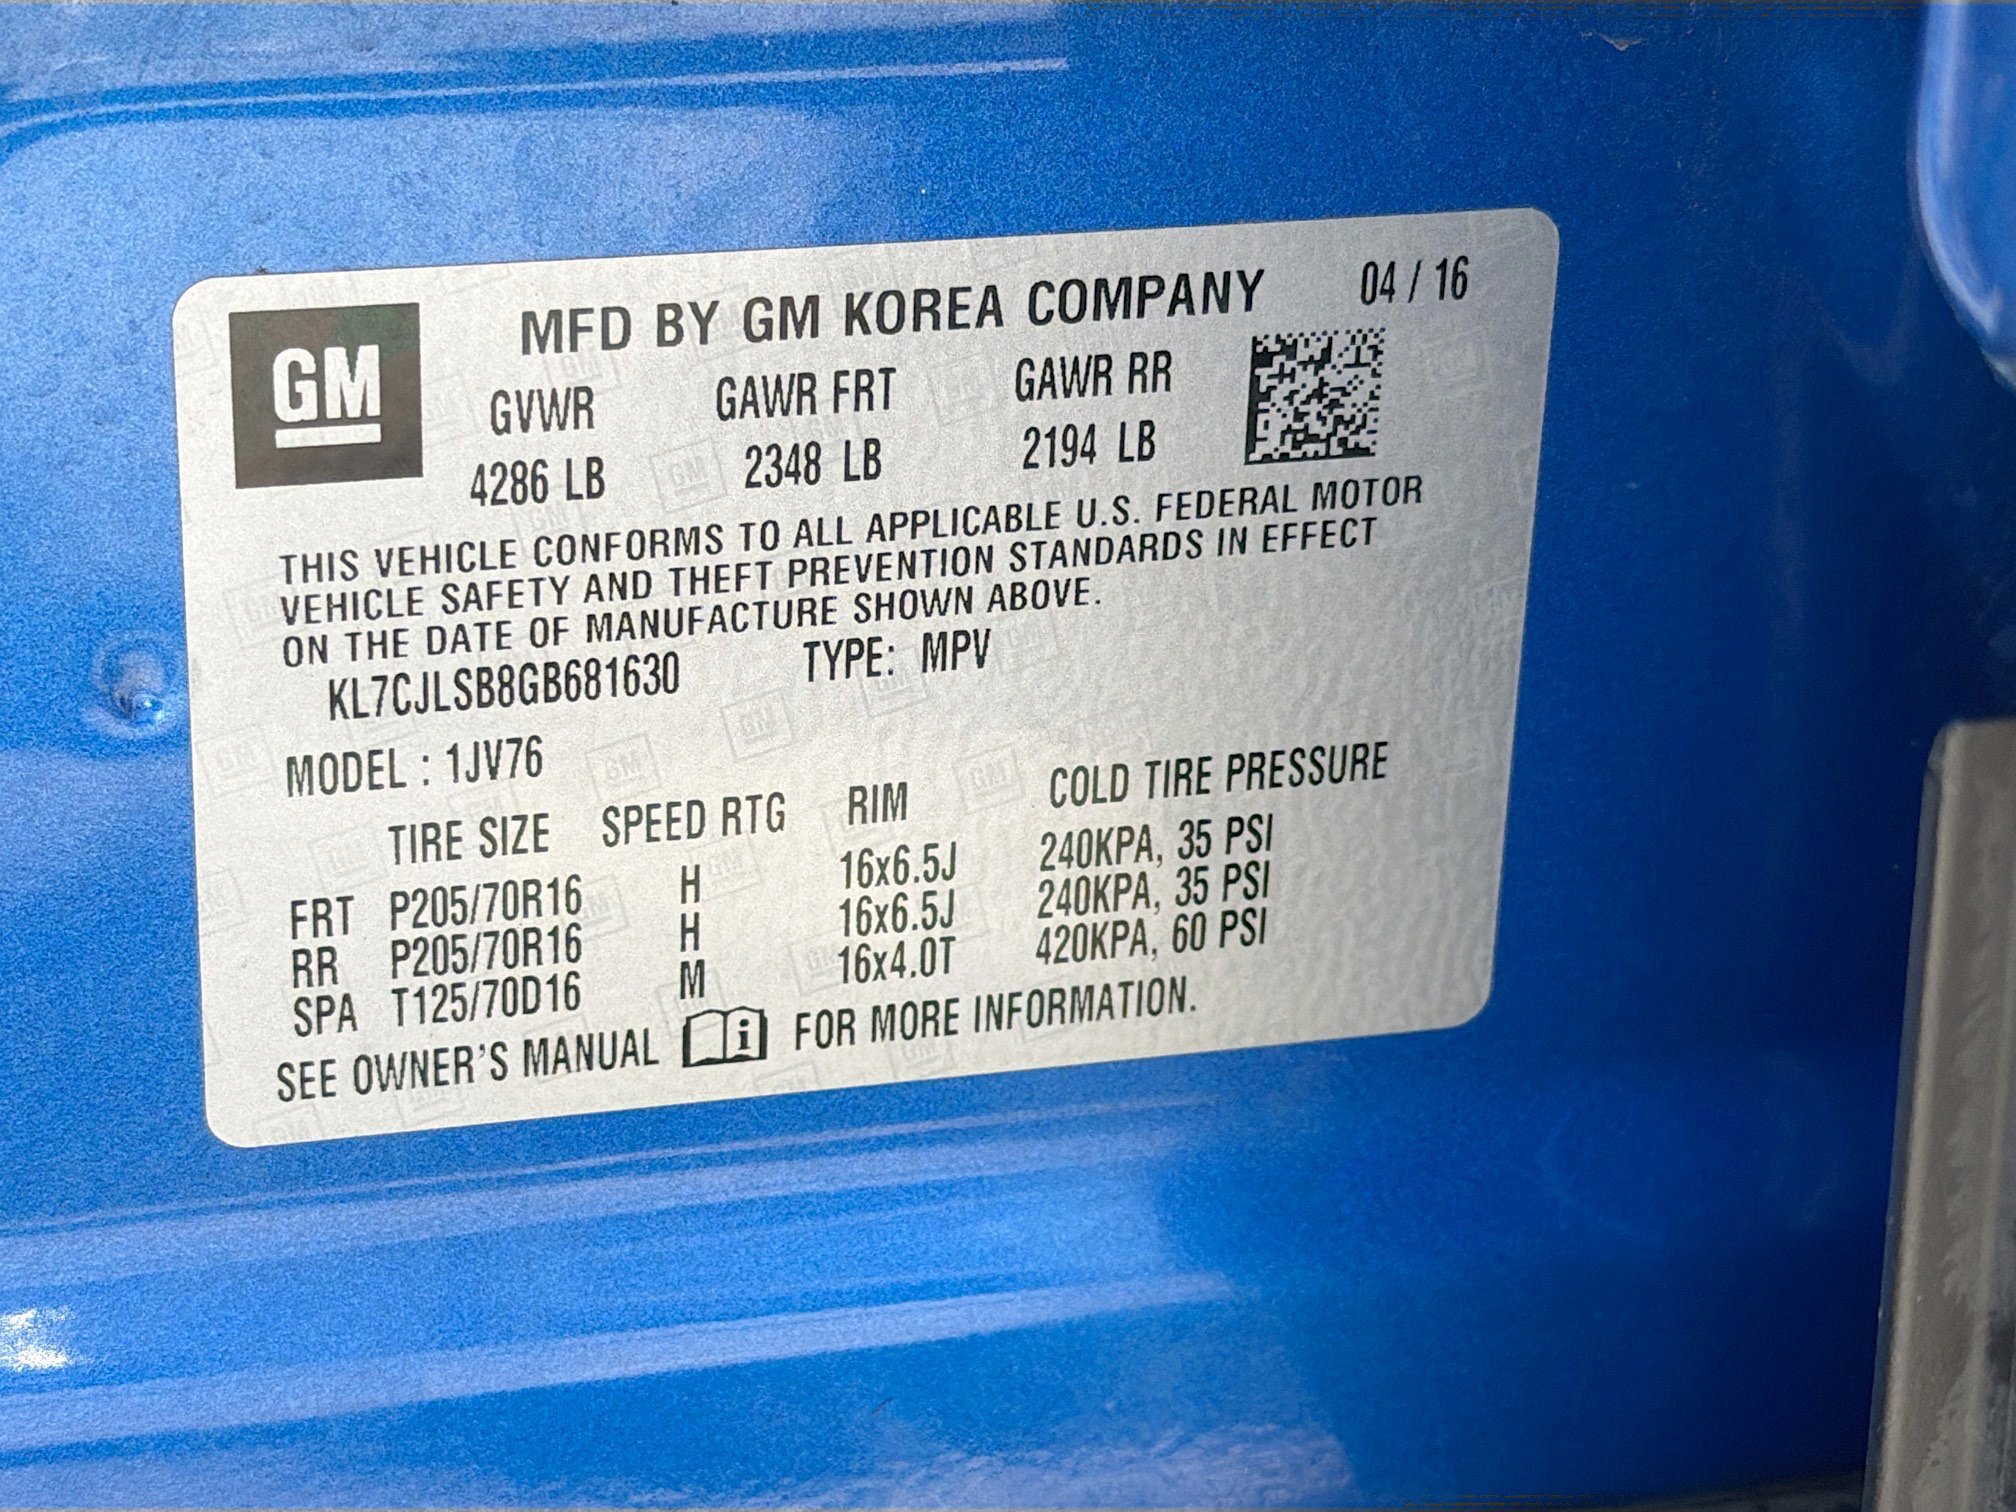 GM
MFD BY GM KOREA COMPANY 04 / 16
GVWR GAWR FRT GAWR RR
4286 LB 2348 LB 2194 LB
THIS VEHICLE CONFORMS TO ALL APPLICABLE U.S. FEDERAL MOTOR
VEHICLE SAFETY AND THEFT PREVENTION STANDARDS IN EFFECT
ON THE DATE OF MANUFACTURE SHOWN ABOVE.
KL7CJLSB8GB681630 TYPE: MPV
MODEL : 1JV76
TIRE SIZE SPEED RTG RIM COLD TIRE PRESSURE
FRT P205/70R16 H 16x6.5J 240KPA, 35 PSI
RR P205/70R16 H 16x6.5J 240KPA, 35 PSI
SPA T125/70D16 M 16x4.0T 420KPA, 60 PSI
SEE OWNER'S MANUAL i FOR MORE INFORMATION.